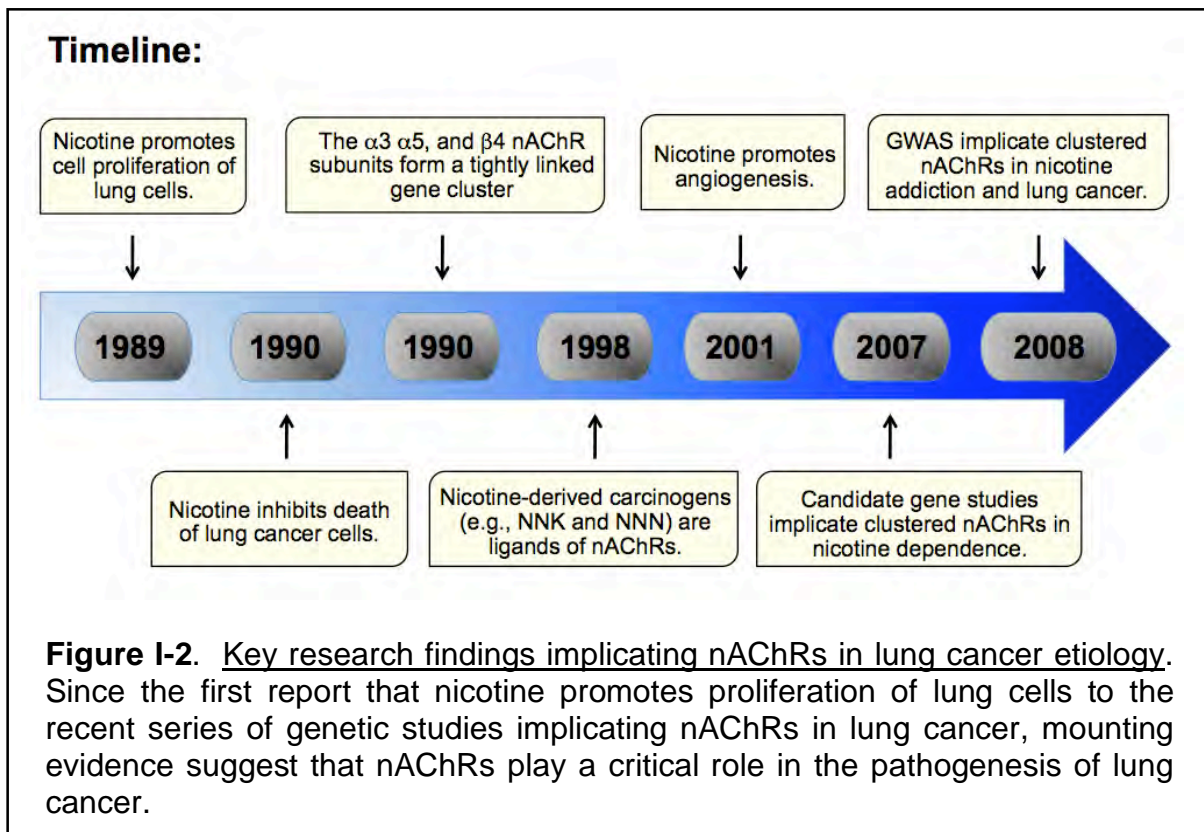 Timeline:
Nicotine promotes
cell proliferation of
lung cells.
The α3 α5, and β4 nAChR
subunits form a tightly linked
gene cluster
Nicotine promotes
angiogenesis.
GWAS implicate clustered
nAChRs in nicotine
addiction and lung cancer.
1989
1990
1990
1998
2001
2007
2008
Nicotine inhibits death
of lung cancer cells.
Nicotine-derived carcinogens
(e.g., NNK and NNN) are
ligands of nAChRs.
Candidate gene studies
implicate clustered nAChRs in
nicotine dependence.
Figure I-2. Key research findings implicating nAChRs in lung cancer etiology.
Since the first report that nicotine promotes proliferation of lung cells to the
recent series of genetic studies implicating nAChRs in lung cancer, mounting
evidence suggest that nAChRs play a critical role in the pathogenesis of lung
cancer.